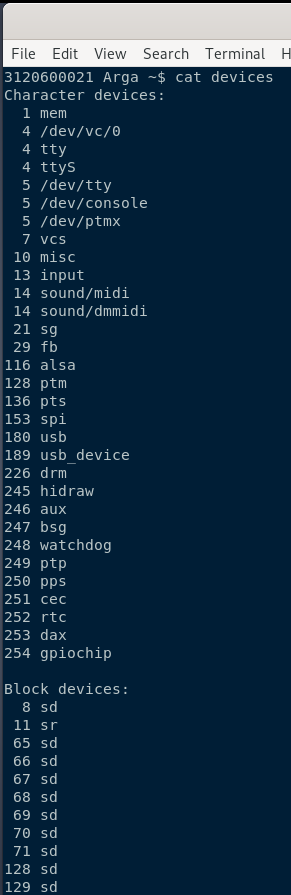 File Edit View Search Terminal H
3120600021 Arga ~$ cat devices
Character devices:
  1 mem
  4 /dev/vc/0
  4 tty
  4 ttyS
  5 /dev/tty
  5 /dev/console
  5 /dev/ptmx
  7 vcs
 10 misc
 13 input
 14 sound/midi
 14 sound/dmmidi
 21 sg
 29 fb
116 alsa
128 ptm
136 pts
153 spi
180 usb
189 usb_device
226 drm
245 hidraw
246 aux
247 bsg
248 watchdog
249 ptp
250 pps
251 cec
252 rtc
253 dax
254 gpiochip

Block devices:
  8 sd
 11 sr
 65 sd
 66 sd
 67 sd
 68 sd
 69 sd
 70 sd
 71 sd
128 sd
129 sd